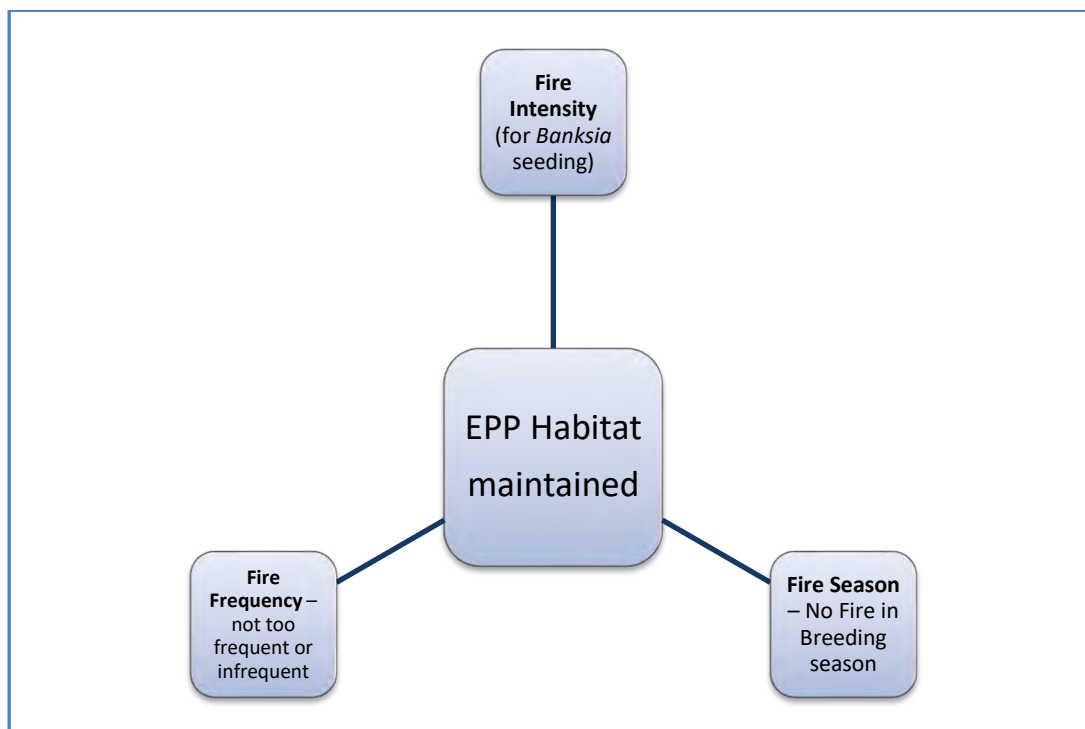 Fire
Intensity
(for Banksia
seeding)
EPP Habitat
maintained
Fire
Frequency –
not too
frequent or
infrequent
Fire Season
– No Fire in
Breeding
season